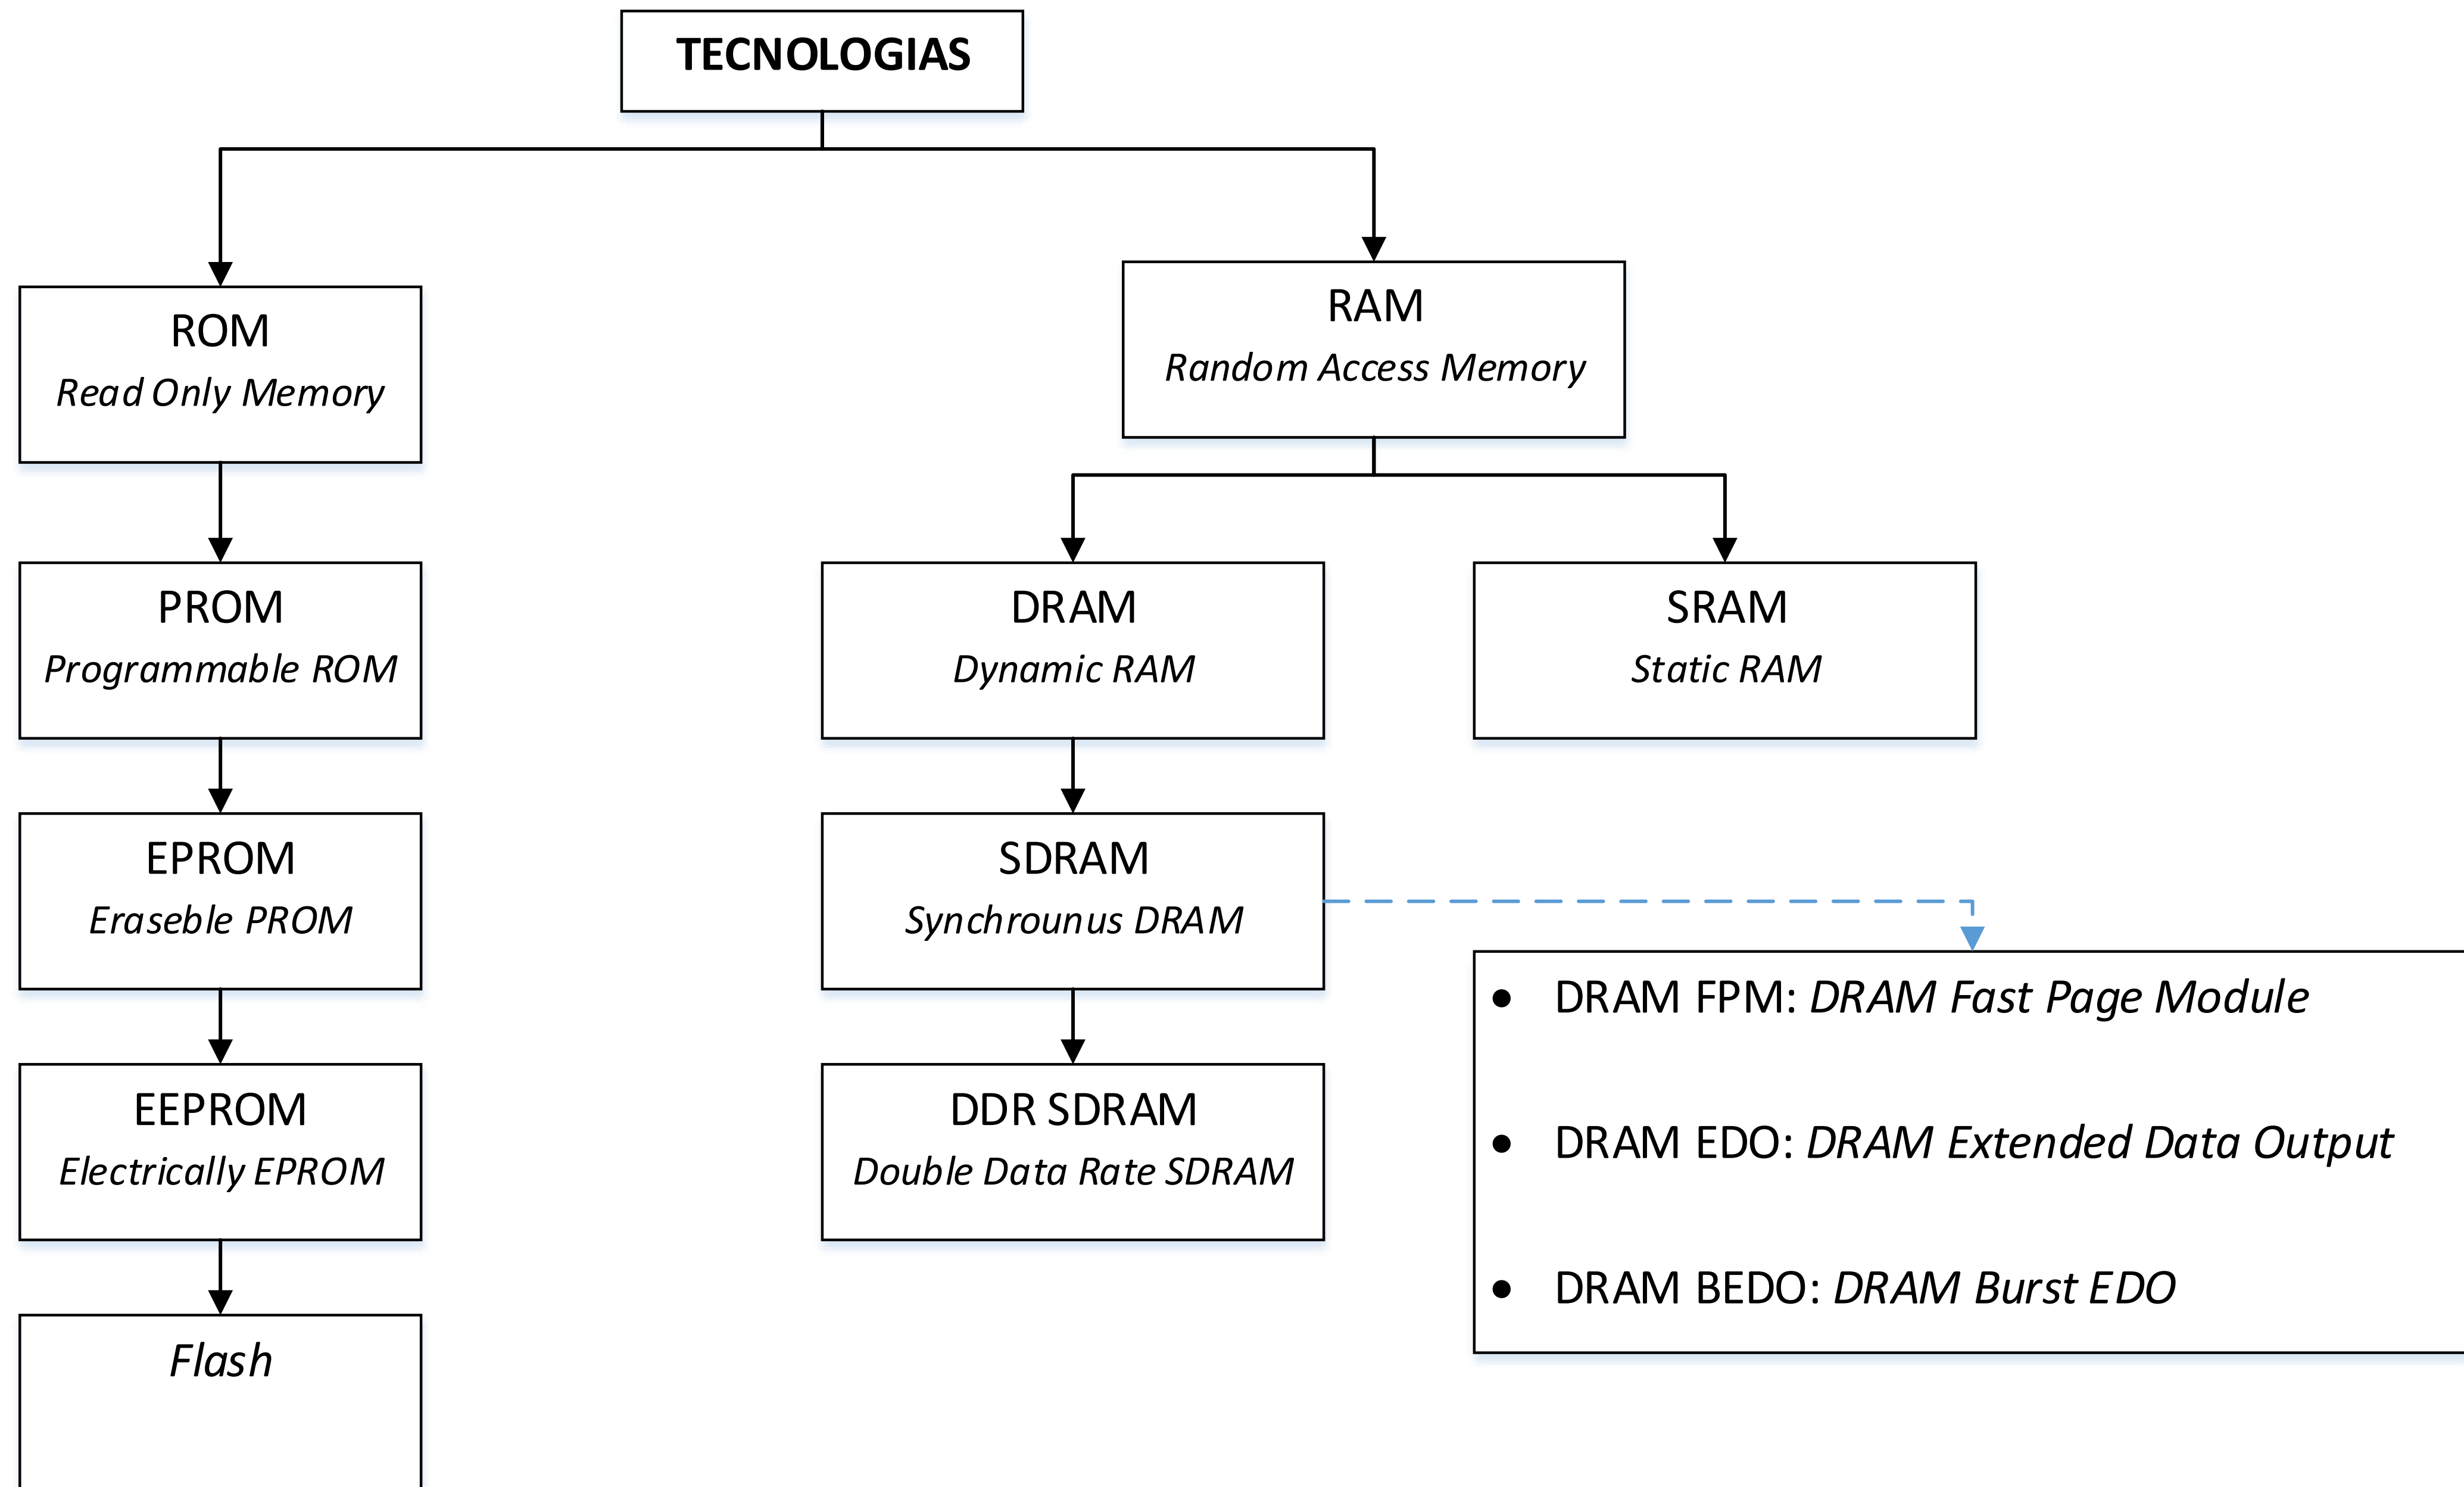 TECNOLOGIAS
ROM
Read Only Memory
RAM
Random Access Memory
PROM
Programmable ROM
DRAM
Dynamic RAM
SRAM
Static RAM
EPROM
Eraseble PROM
SDRAM
Synchrounus DRAM
EEPROM
Electrically EPROM
DDR SDRAM
Double Data Rate SDRAM
• DRAM FPM: DRAM Fast Page Module
• DRAM EDO: DRAM Extended Data Output
• DRAM BEDO: DRAM Burst EDO
Flash